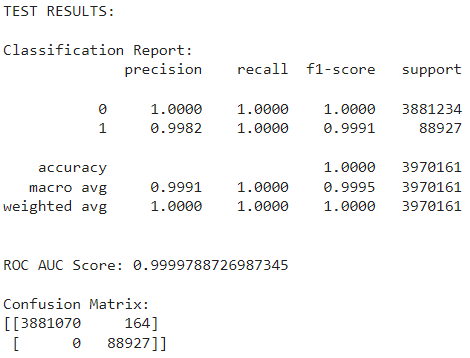 TEST RESULTS:
Classification Report:
precision recall f1-score support
0 1.0000 1.0000 1.0000 3881234
1 0.9982 1.0000 0.9991 88927
accuracy 1.0000 3970161
macro avg 0.9991 1.0000 0.9995 3970161
weighted avg 1.0000 1.0000 1.0000 3970161
ROC AUC Score: 0.9999788726987345
Confusion Matrix:
[[3881070 164]
[ 0 88927]]